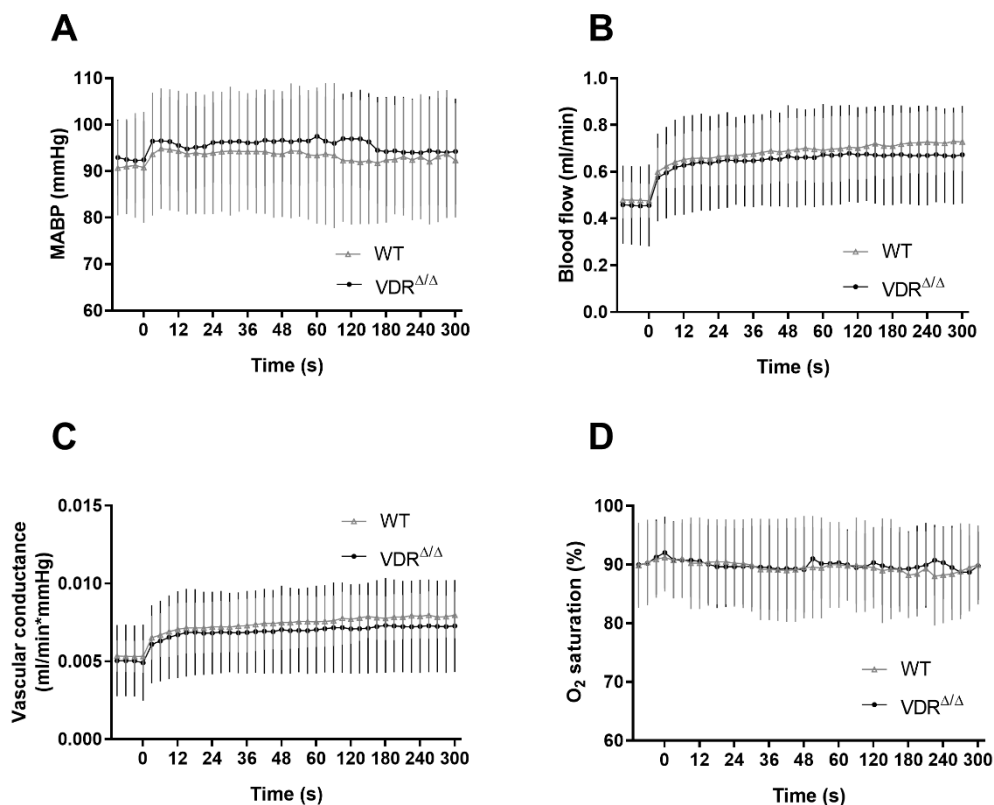 A
MABP (mmHg)
110
100
90
80
70
60
WT
VDR^Δ/Δ
0 12 24 36 48 60 120 180 240 300
Time (s)
B
Blood flow (ml/min)
1.0
0.8
0.6
0.4
0.2
0.0
WT
VDR^Δ/Δ
0 12 24 36 48 60 120 180 240 300
Time (s)
C
Vascular conductance
(ml/min*mmHg)
0.015
0.010
0.005
0.000
WT
VDR^Δ/Δ
0 12 24 36 48 60 120 180 240 300
Time (s)
D
O₂ saturation (%)
100
90
80
90
60
WT
VDR^Δ/Δ
0 12 24 36 48 60 120 180 240 300
Time (s)